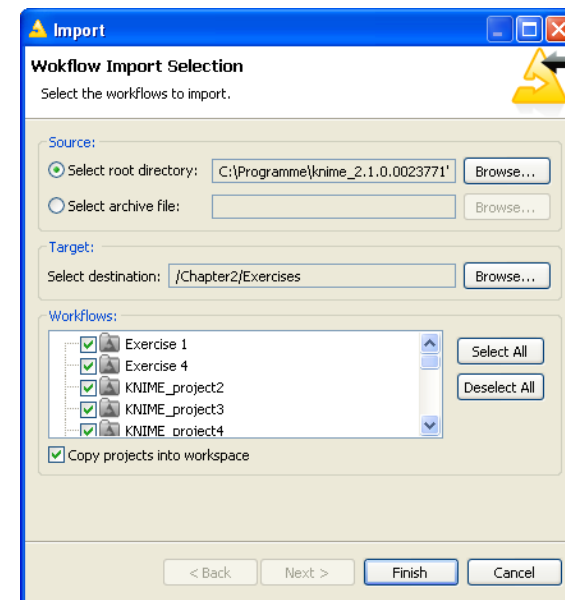 Import
Wokflow Import Selection
Select the workflows to import.
Source:
Select root directory: C:\Programme\knime_2.1.0.0023771' Browse...
Select archive file: Browse...
Target:
Select destination: /Chapter2/Exercises Browse...
Workflows:
Exercise 1
Exercise 4
KNIME_project2
KNIME_project3
KNIME_project4
Select All
Deselect All
Copy projects into workspace
< Back Next > Finish Cancel